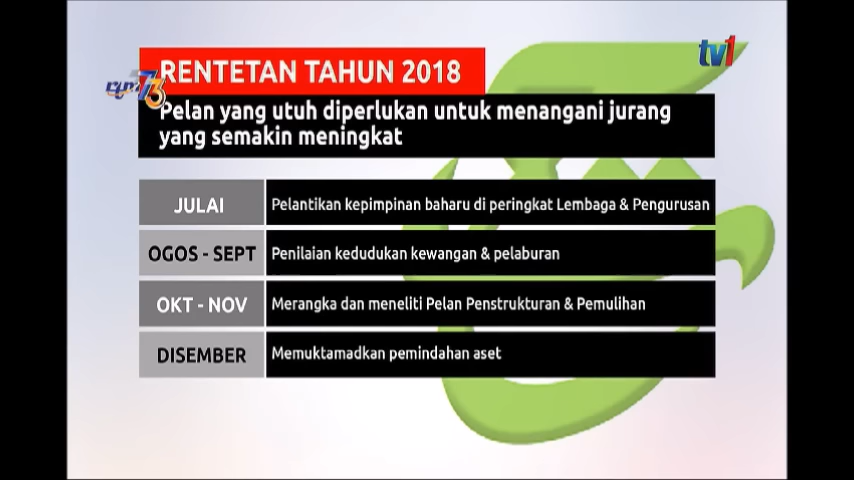 tv1
RENTETAN TAHUN 2018
Pelan yang utuh diperlukan untuk menangani jurang
yang semakin meningkat
JULAI Pelantikan kepimpinan baharu di peringkat Lembaga & Pengurusan
OGOS - SEPT Penilaian kedudukan kewangan & pelaburan
OKT - NOV Merangka dan meneliti Pelan Penstrukturan & Pemulihan
DISEMBER Memuktamadkan pemindahan aset